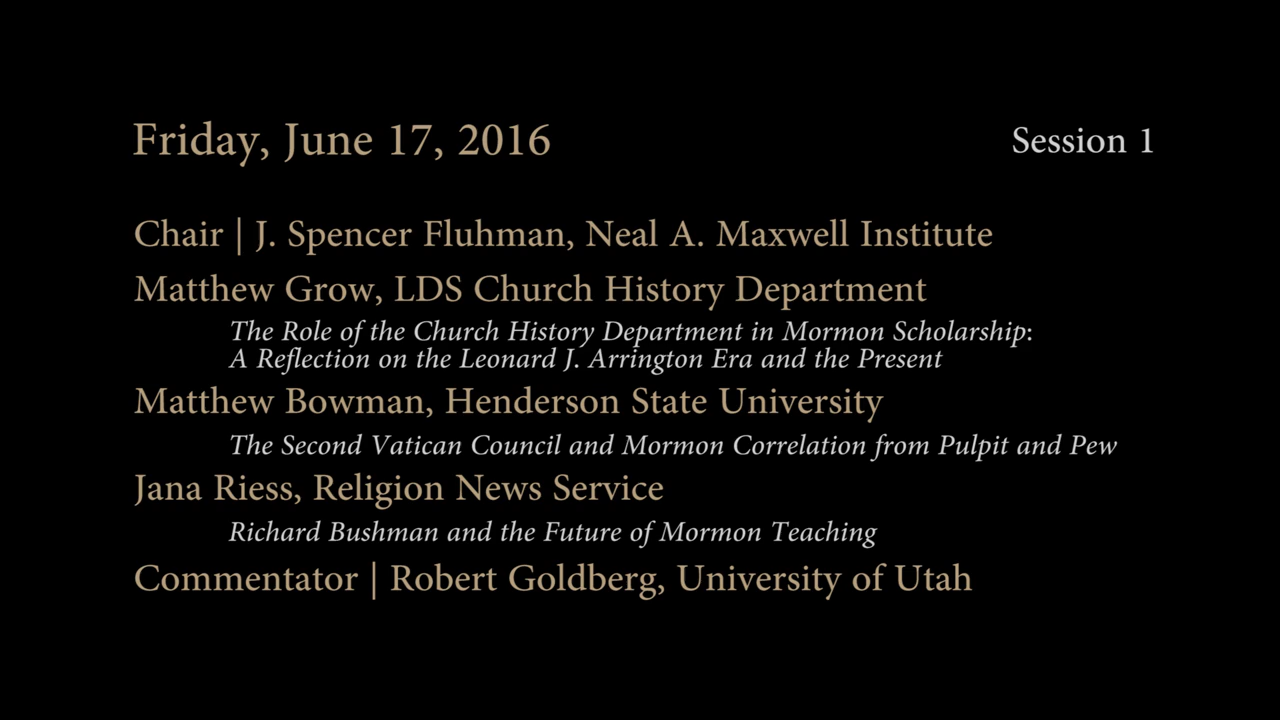 Friday, June 17, 2016
Session 1
Chair | J. Spencer Fluhman, Neal A. Maxwell Institute
Matthew Grow, LDS Church History Department
The Role of the Church History Department in Mormon Scholarship:
A Reflection on the Leonard J. Arrington Era and the Present
Matthew Bowman, Henderson State University
The Second Vatican Council and Mormon Correlation from Pulpit and Pew
Jana Riess, Religion News Service
Richard Bushman and the Future of Mormon Teaching
Commentator | Robert Goldberg, University of Utah